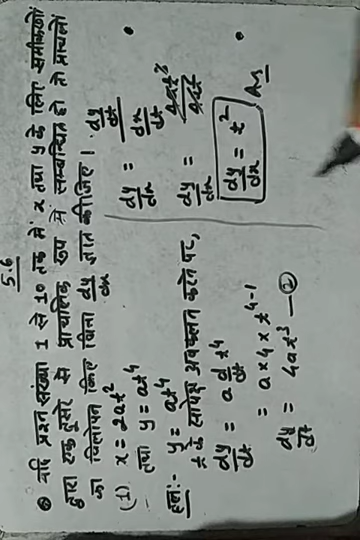 5.6
यदि प्रश्न संख्या 1 से 10 तक में x तथा y दिए समीकरणों
द्वारा एक दूसरे से प्राचलिक रूप में सम्बन्धित हो तो प्राचलों
का विलोपन किए बिना dy/dx ज्ञात कीजिए।
(1) x = 2at²
तथा y = at⁴
हल:- y = at⁴
t के सापेक्ष अवकलन करने पर,
dy/dt = a d/dt t⁴
= a × 4 × t⁴⁻¹
dy/dt = 4at³ —②
dy/dx = dy/dt / dx/dt
dy/dx =
dy/dx = t² Ans